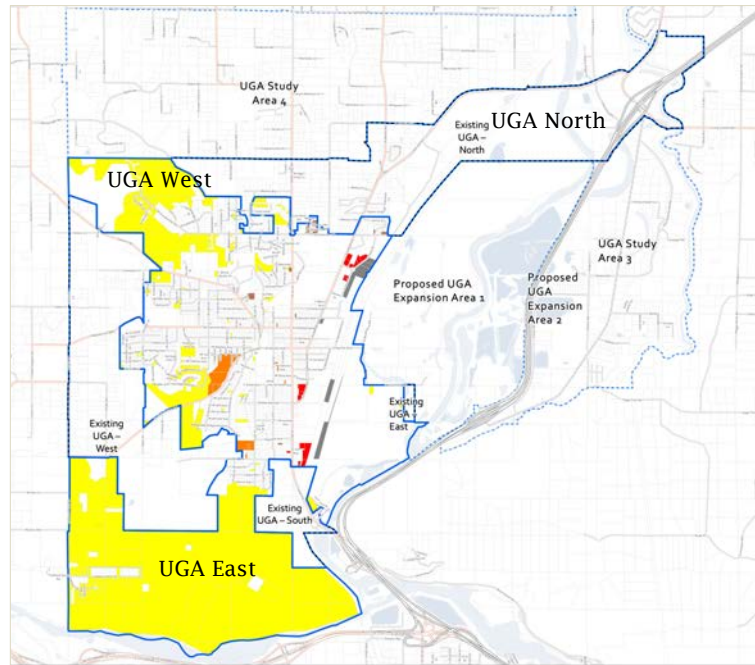 UGA Study
Area 4
UGA North
Existing
UGA –
North
UGA West
UGA Study
Area 3
Proposed UGA
Expansion Area 1
Proposed
UGA
Expansion
Area 2
Existing
UGA –
East
Existing
UGA –
West
Existing
UGA – South
UGA East